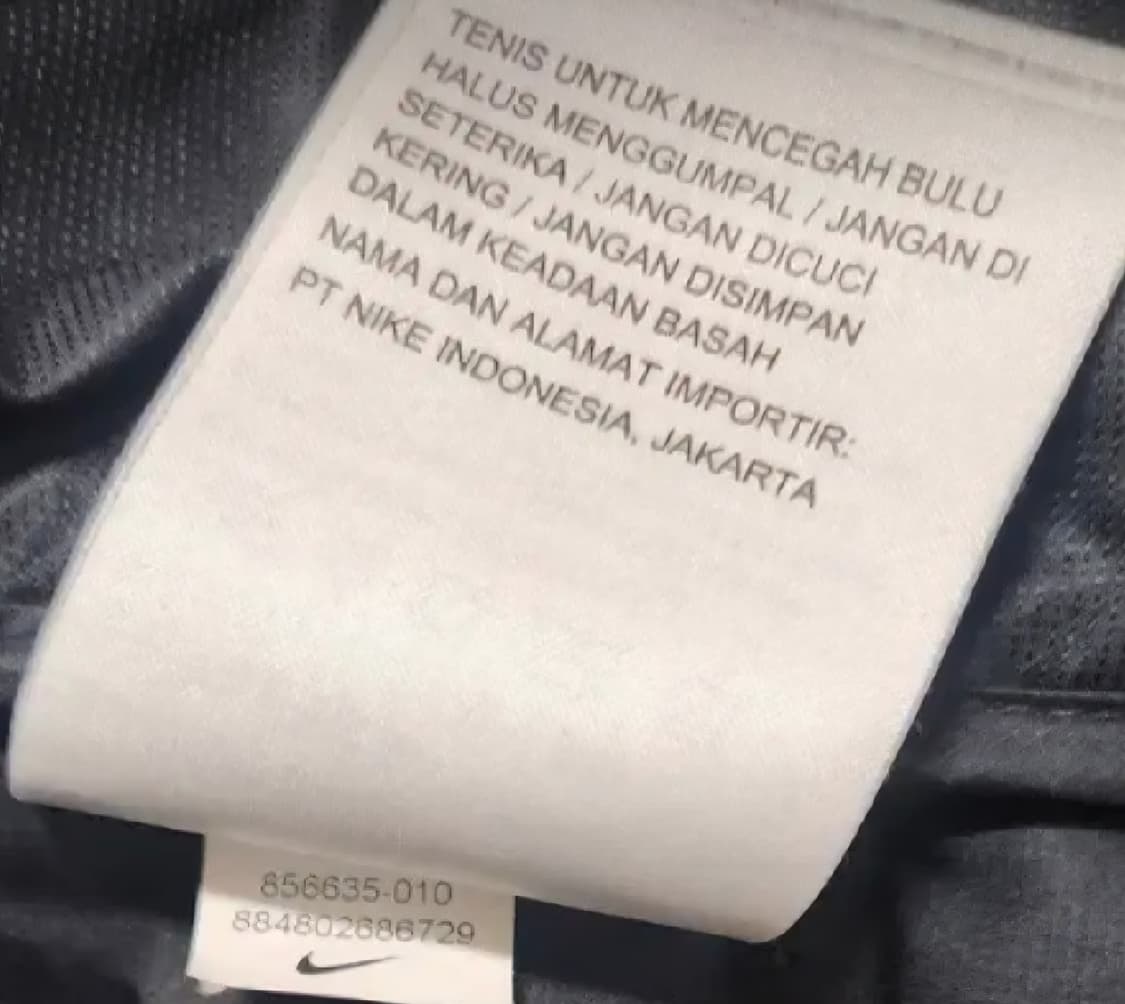 TENIS UNTUK MENCEGAH BULU
HALUS MENGGUMPAL / JANGAN DI
SETERIKA / JANGAN DICUCI
KERING / JANGAN DISIMPAN
DALAM KEADAAN BASAH
NAMA DAN ALAMAT IMPORTIR:
PT NIKE INDONESIA, JAKARTA
856635-010
884802686729